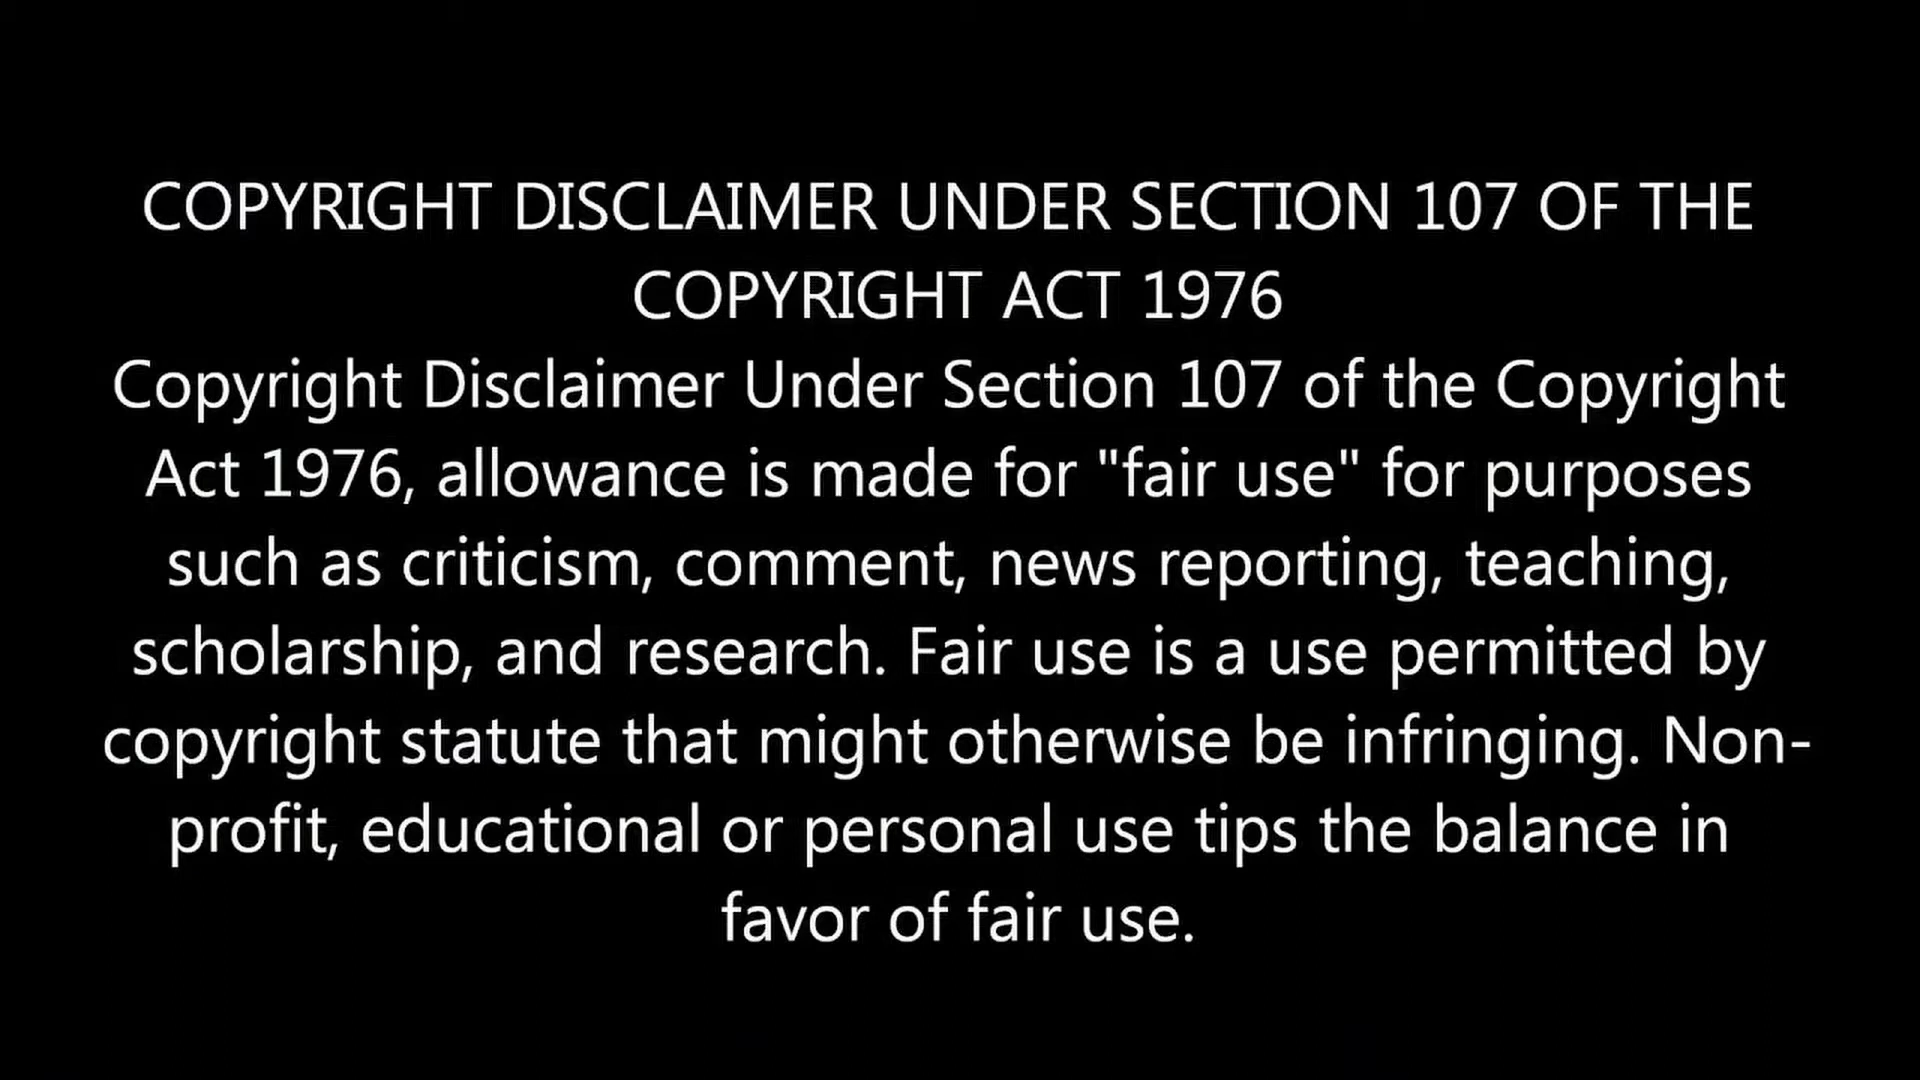 COPYRIGHT DISCLAIMER UNDER SECTION 107 OF THE
COPYRIGHT ACT 1976
Copyright Disclaimer Under Section 107 of the Copyright
Act 1976, allowance is made for "fair use" for purposes
such as criticism, comment, news reporting, teaching,
scholarship, and research. Fair use is a use permitted by
copyright statute that might otherwise be infringing. Non-
profit, educational or personal use tips the balance in
favor of fair use.